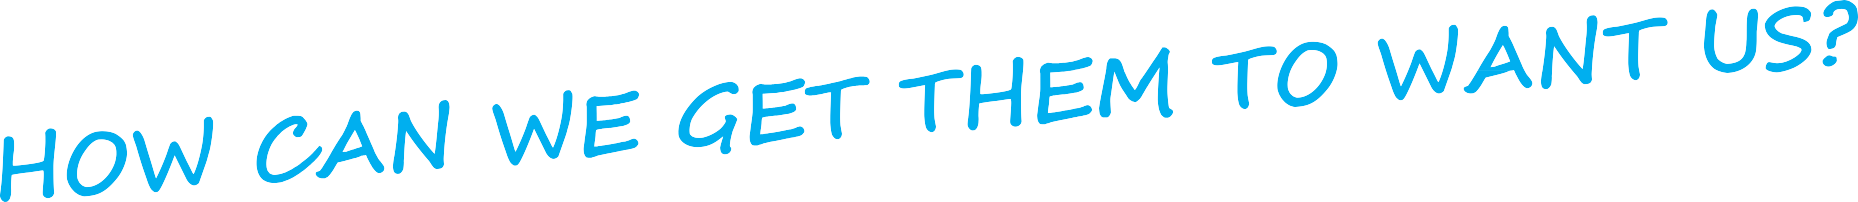 HOW CAN WE GET THEM TO WANT US?